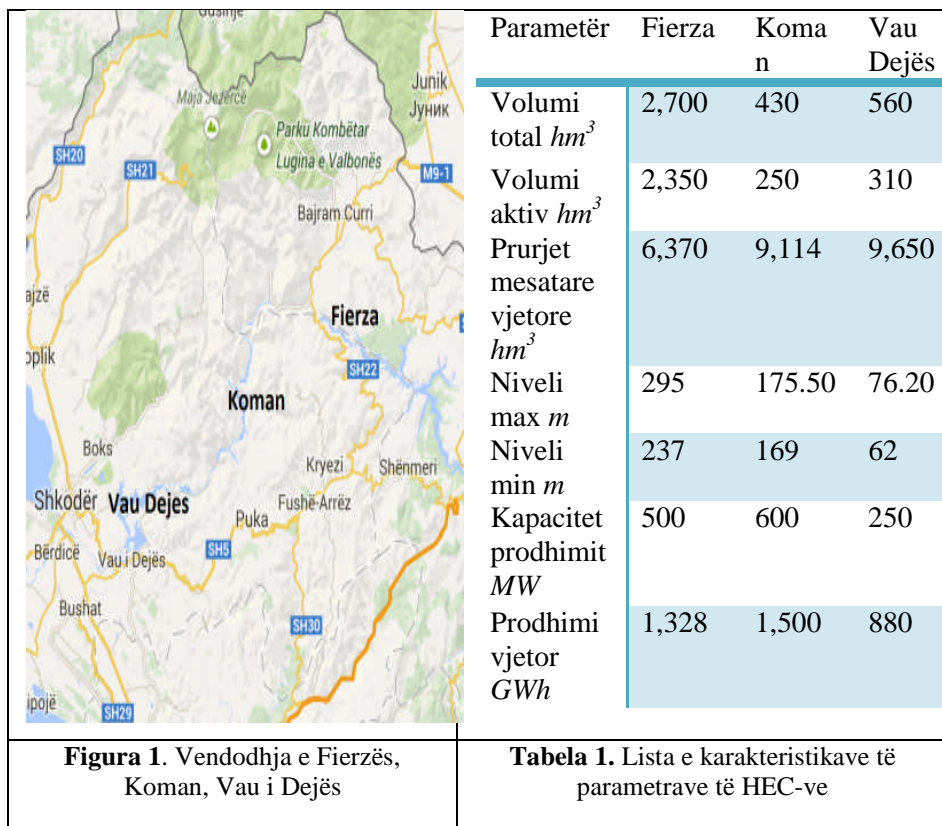 Gusinje
Junik
Јуник
Maja Jezercë
Parku Kombëtar
Lugina e Valbonës
SH20
SH21
M9-1
Bajram Curri
ajzë
Fierza
oplik
SH22
Koman
Boks
Kryezi
Shënmeri
Shkodër
Vau Dejes
Fushë-Arrëz
Puka
Bërdicë
Vau i Dejës
SH5
Bushat
SH30
ipojë
SH29
Parametër Fierza Koma Vau
n Dejës
Volumi 2,700 430 560
total hm³
Volumi 2,350 250 310
aktiv hm³
Prurjet 6,370 9,114 9,650
mesatare
vjetore
hm³
Niveli 295 175.50 76.20
max m
Niveli 237 169 62
min m
Kapacitet 500 600 250
prodhimit
MW
Prodhimi 1,328 1,500 880
vjetor
GWh
Figura 1. Vendodhja e Fierzës,
Koman, Vau i Dejës
Tabela 1. Lista e karakteristikave të
parametrave të HEC-ve